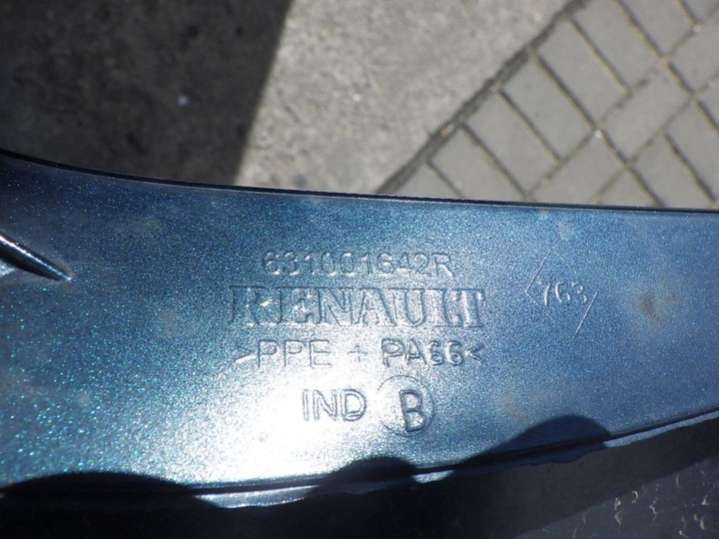 631001642R
RENAULT
763
>PPE + PA66<
IND B